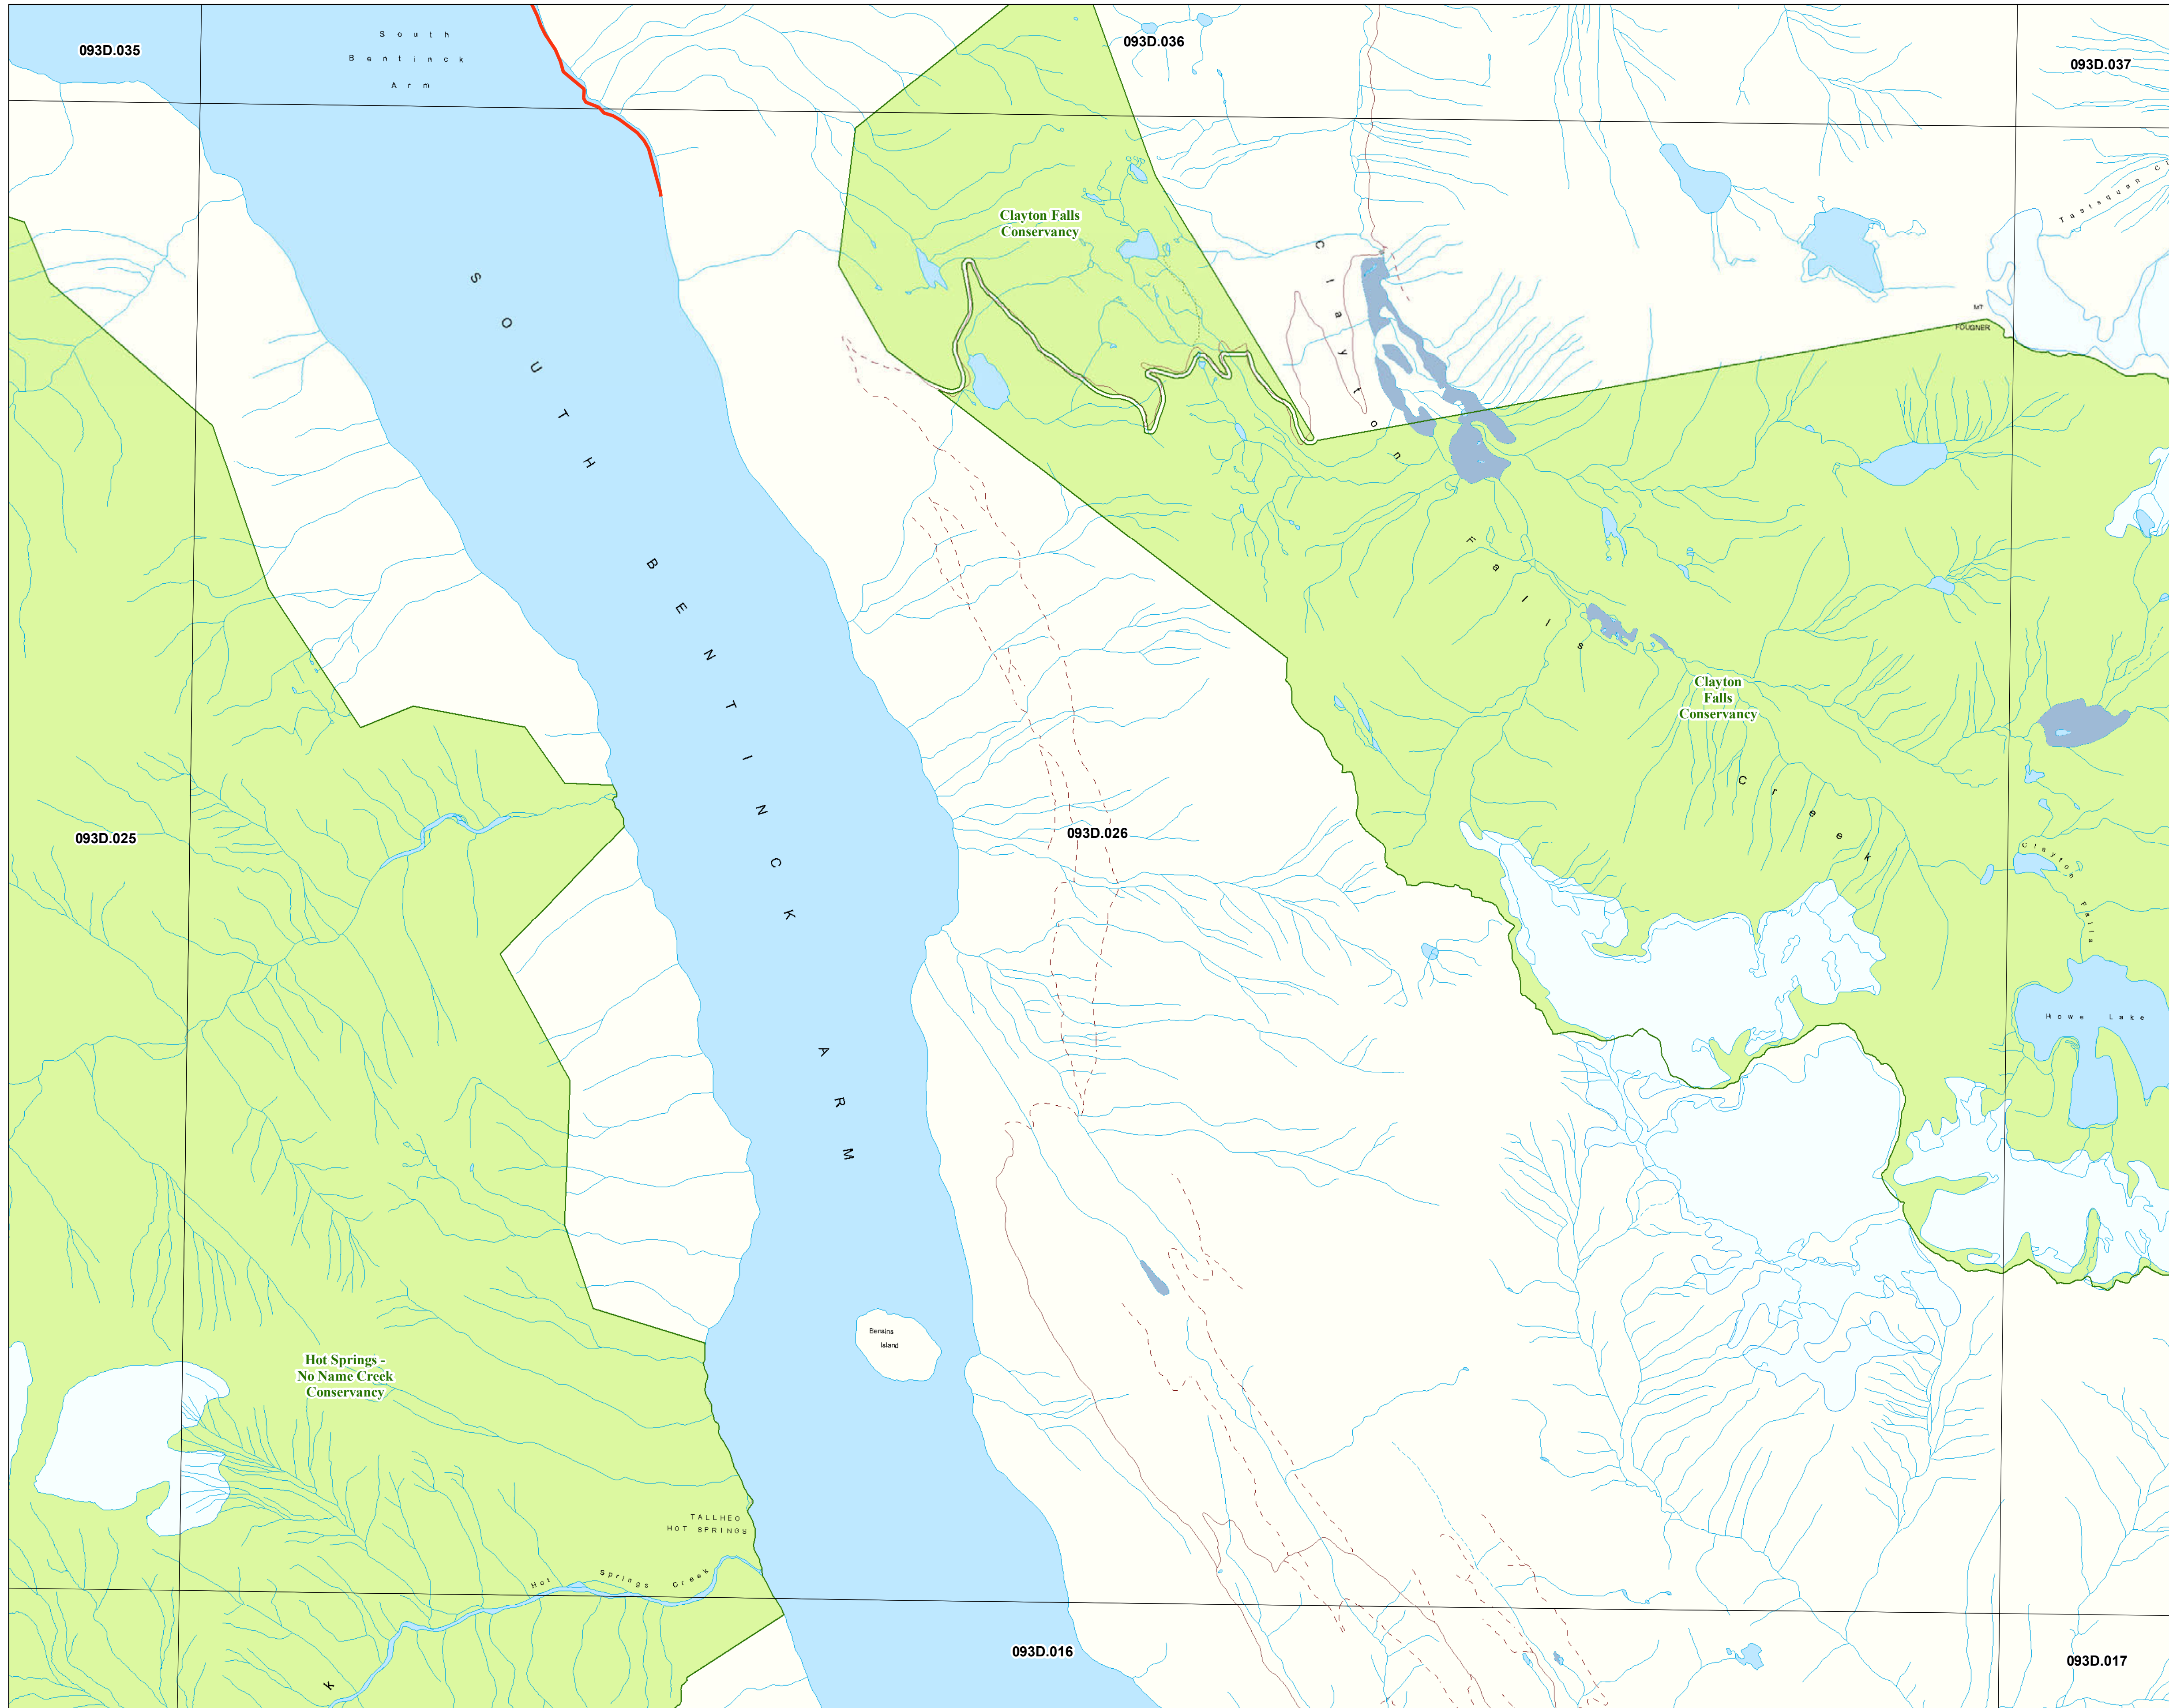 093D.035
South
Bentinck
Arm
093D.036
093D.037
Tastsquan C
Clayton Falls
Conservancy
MT
FOUGNER
SOUTH BENTINCK ARM
Clayton Falls Creek
Clayton
Falls
Conservancy
093D.025
093D.026
Clayton Falls
Howe Lake
Bensins
Island
Hot Springs -
No Name Creek
Conservancy
TALLHEO
HOT SPRINGS
Hot Springs Creek
K
093D.016
093D.017